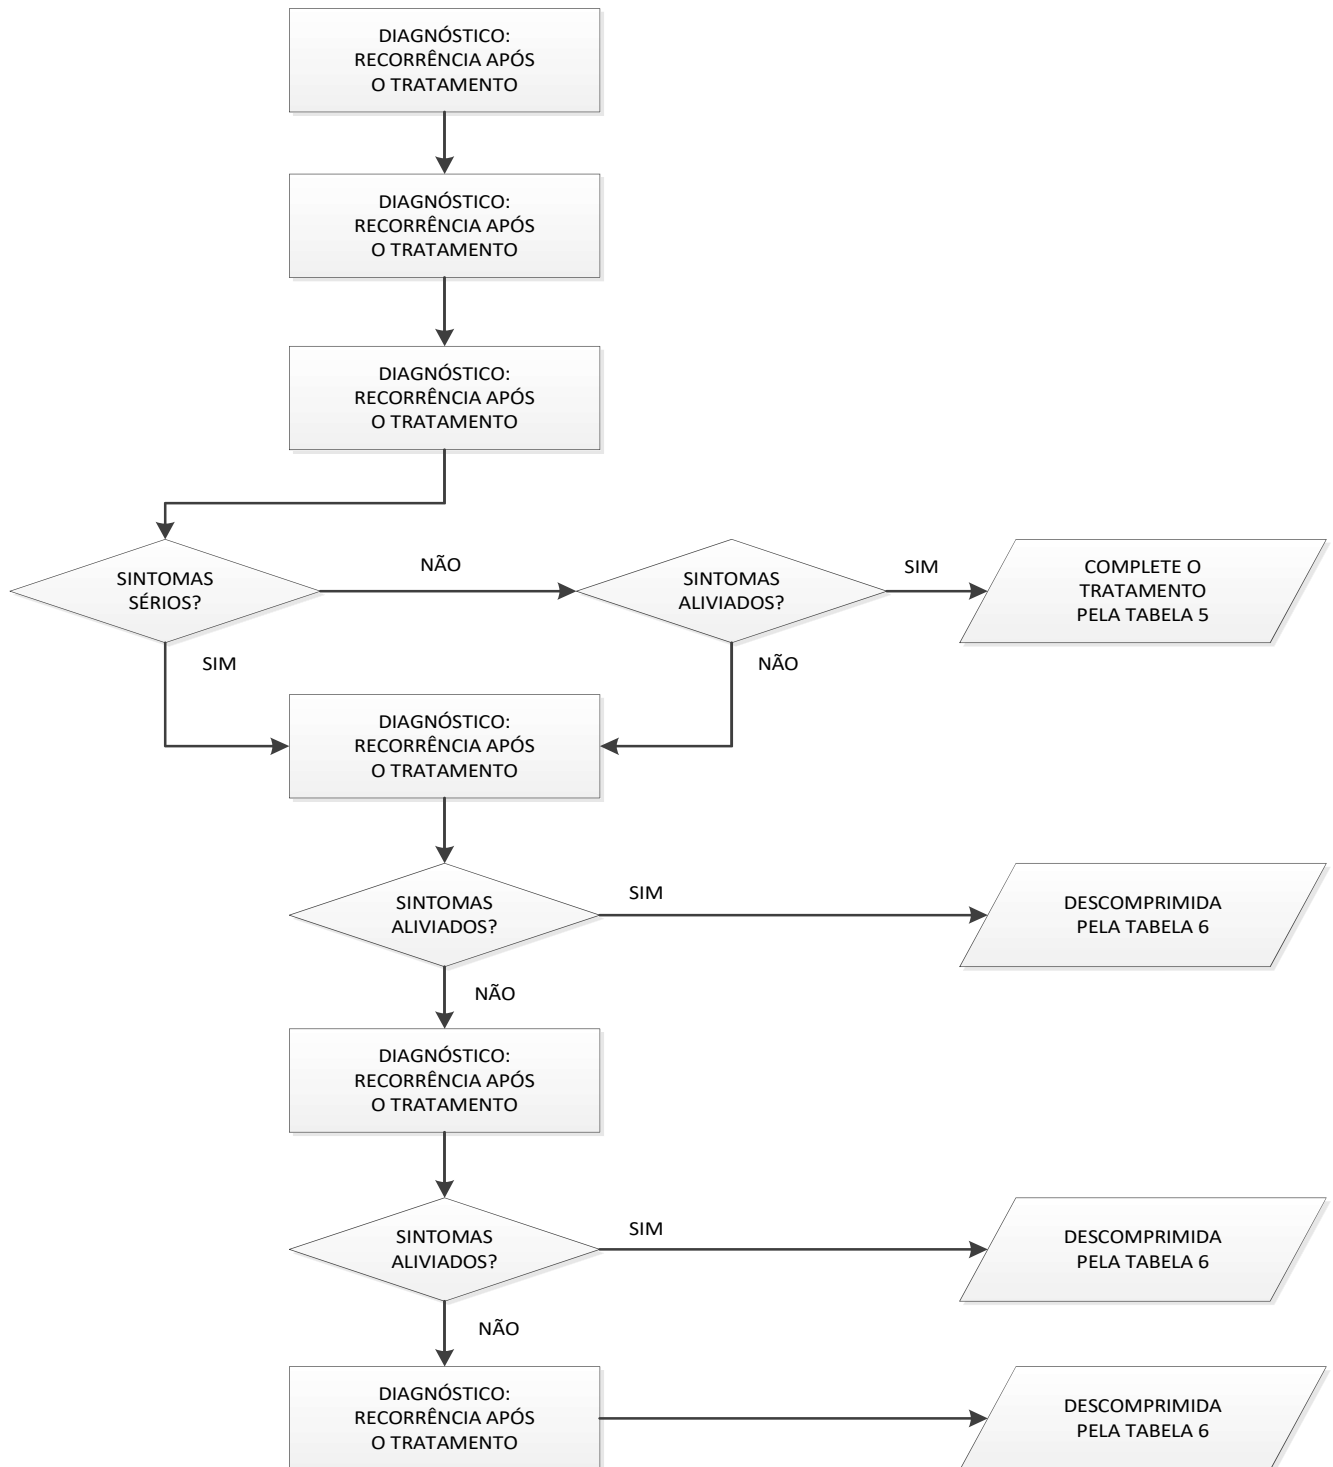 DIAGNÓSTICO:
RECORRÊNCIA APÓS
O TRATAMENTO
DIAGNÓSTICO:
RECORRÊNCIA APÓS
O TRATAMENTO
DIAGNÓSTICO:
RECORRÊNCIA APÓS
O TRATAMENTO
SINTOMAS
SÉRIOS?
NÃO
SINTOMAS
ALIVIADOS?
SIM
COMPLETE O
TRATAMENTO
PELA TABELA 5
SIM
NÃO
DIAGNÓSTICO:
RECORRÊNCIA APÓS
O TRATAMENTO
SINTOMAS
ALIVIADOS?
SIM
DESCOMPRIMIDA
PELA TABELA 6
NÃO
DIAGNÓSTICO:
RECORRÊNCIA APÓS
O TRATAMENTO
SINTOMAS
ALIVIADOS?
SIM
DESCOMPRIMIDA
PELA TABELA 6
NÃO
DIAGNÓSTICO:
RECORRÊNCIA APÓS
O TRATAMENTO
DESCOMPRIMIDA
PELA TABELA 6